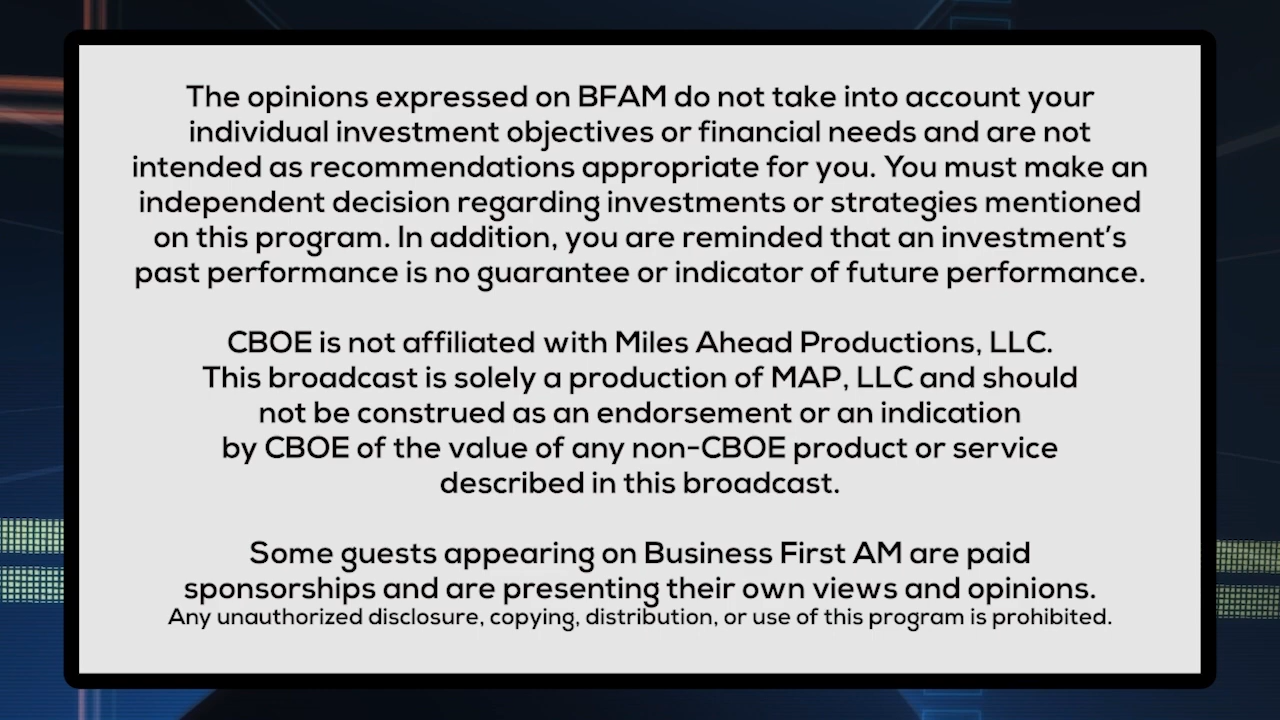 The opinions expressed on BFAM do not take into account your
individual investment objectives or financial needs and are not
intended as recommendations appropriate for you. You must make an
independent decision regarding investments or strategies mentioned
on this program. In addition, you are reminded that an investment’s
past performance is no guarantee or indicator of future performance.
CBOE is not affiliated with Miles Ahead Productions, LLC.
This broadcast is solely a production of MAP, LLC and should
not be construed as an endorsement or an indication
by CBOE of the value of any non-CBOE product or service
described in this broadcast.
Some guests appearing on Business First AM are paid
sponsorships and are presenting their own views and opinions.
Any unauthorized disclosure, copying, distribution, or use of this program is prohibited.